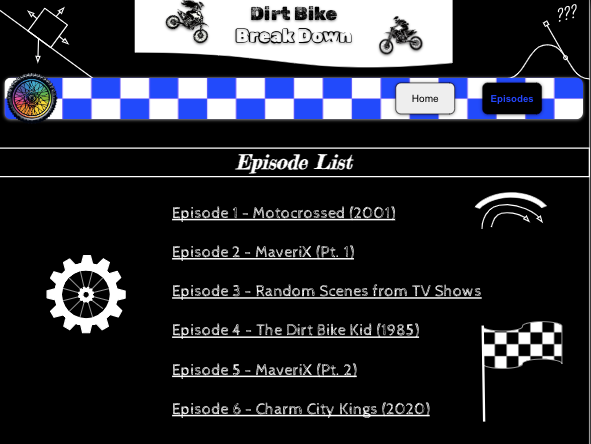 Dirt Bike
Break Down
???
Home
Episodes
Episode List
Episode 1 - Motocrossed (2001)
Episode 2 - MaveriX (Pt. 1)
Episode 3 - Random Scenes from TV Shows
Episode 4 - The Dirt Bike Kid (1985)
Episode 5 - MaveriX (Pt. 2)
Episode 6 - Charm City Kings (2020)